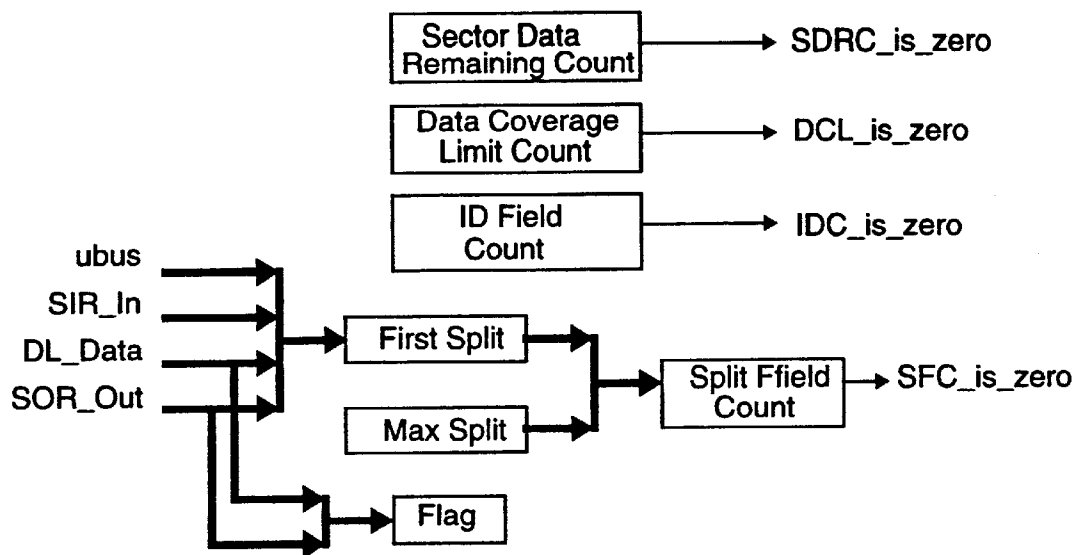 Sector Data
Remaining Count
SDRC_is_zero
Data Coverage
Limit Count
DCL_is_zero
ID Field
Count
IDC_is_zero
ubus
SIR_In
DL_Data
SOR_Out
First Split
Max Split
Split Ffield
Count
SFC_is_zero
Flag